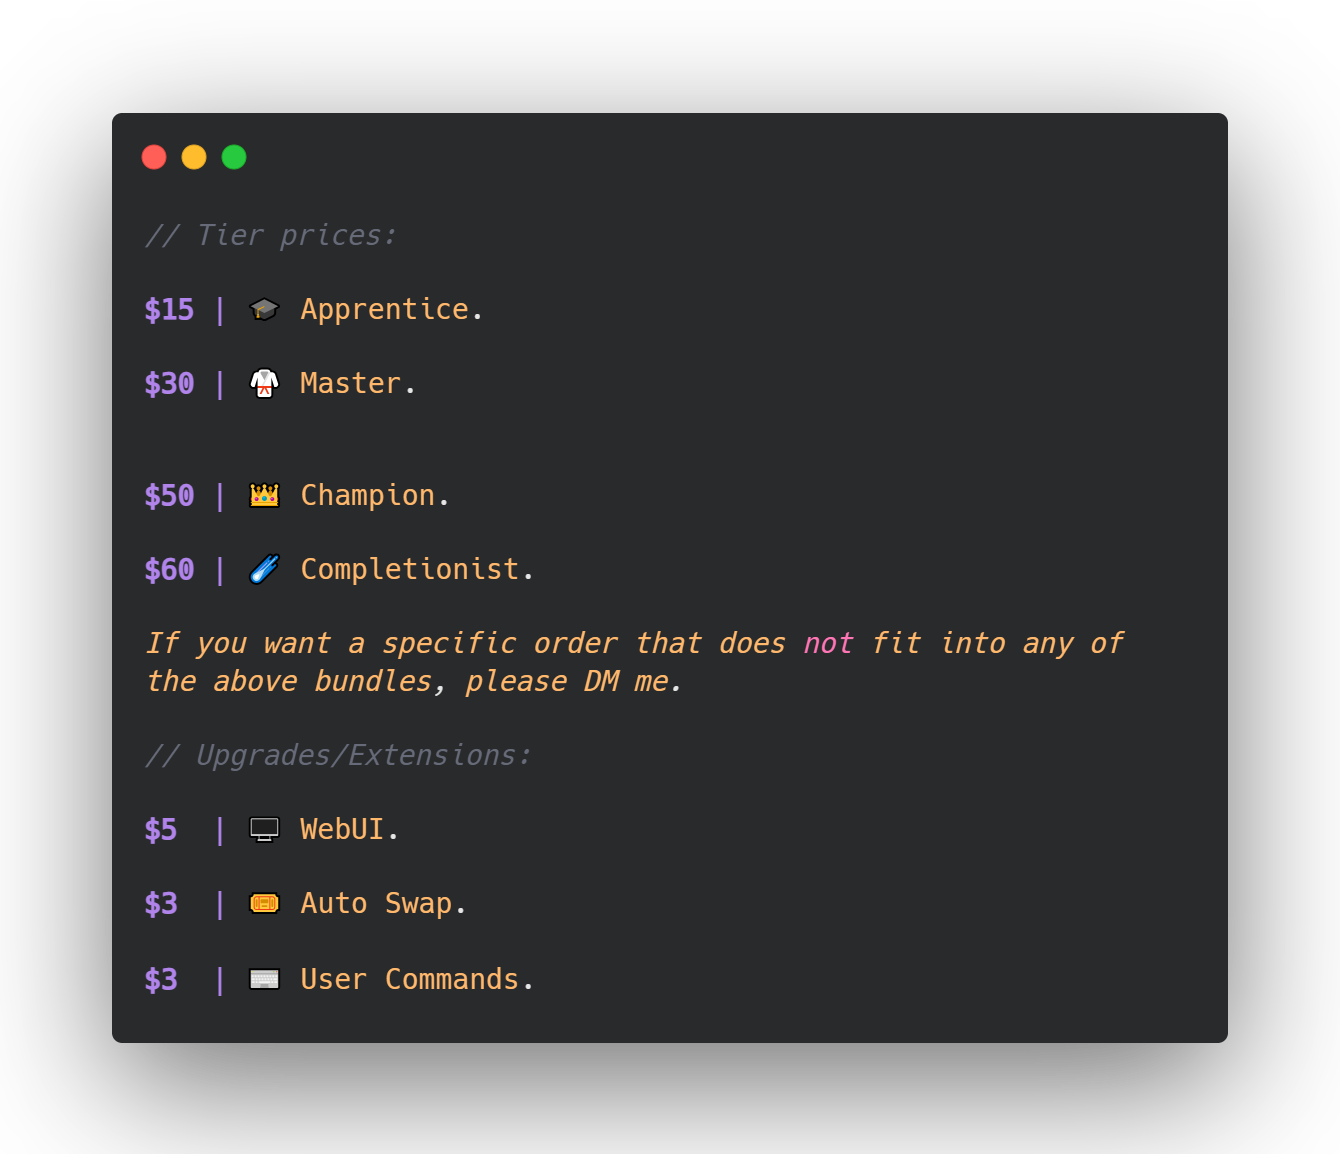 // Tier prices:
$15 | 🎓 Apprentice.
$30 | 🥋 Master.
$50 | 👑 Champion.
$60 | ☄️ Completionist.
If you want a specific order that does not fit into any of
the above bundles, please DM me.
// Upgrades/Extensions:
$5  | 🖥️ WebUI.
$3  | 🎟️ Auto Swap.
$3  | ⌨️ User Commands.